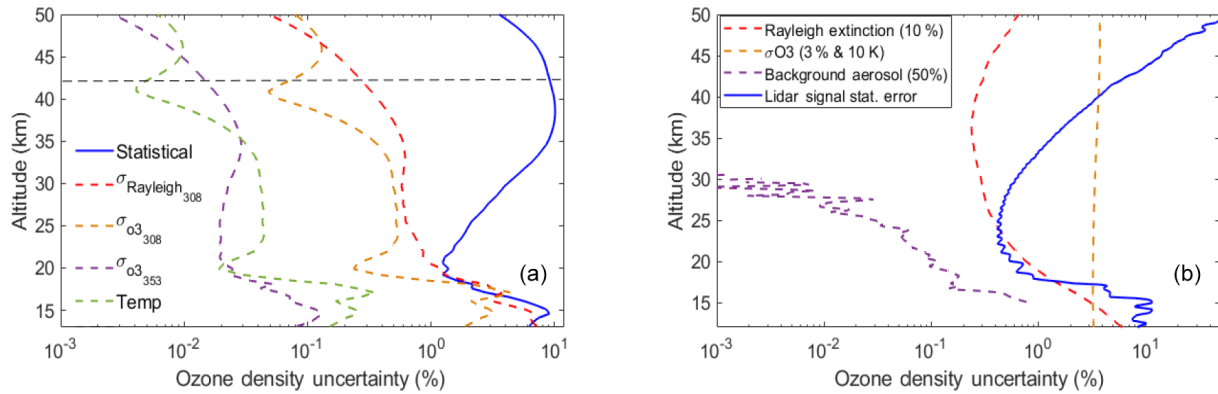 50
45
40
35
30
25
20
15
Altitude (km)
Statistical
σRayleigh308
σo3308
σo3353
Temp
(a)
10-3 10-2 10-1 100 101
Ozone density uncertainty (%)
50
45
40
35
30
25
20
15
Altitude (km)
Rayleigh extinction (10 %)
σO3 (3 % & 10 K)
Background aerosol (50%)
Lidar signal stat. error
(b)
10-3 10-2 10-1 100 101
Ozone density uncertainty (%)